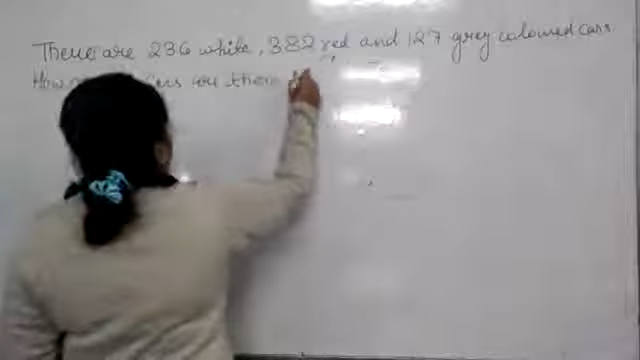 There are 236 white, 382 red and 127 grey coloured cars.
How cars are there